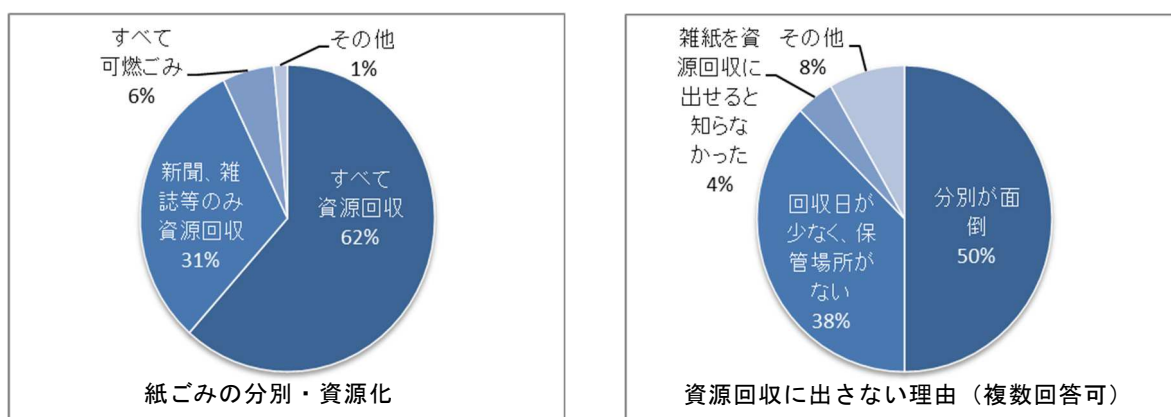 すべて
可燃ごみ
6%
その他
1%
新聞、雑
誌等のみ
資源回収
31%
すべて
資源回収
62%
紙ごみの分別・資源化
雑紙を資
源回収に
出せると
知らな
かった
4%
その他
8%
回収日が
少なく、保
管場所が
ない
38%
分別が面
倒
50%
資源回収に出さない理由（複数回答可）